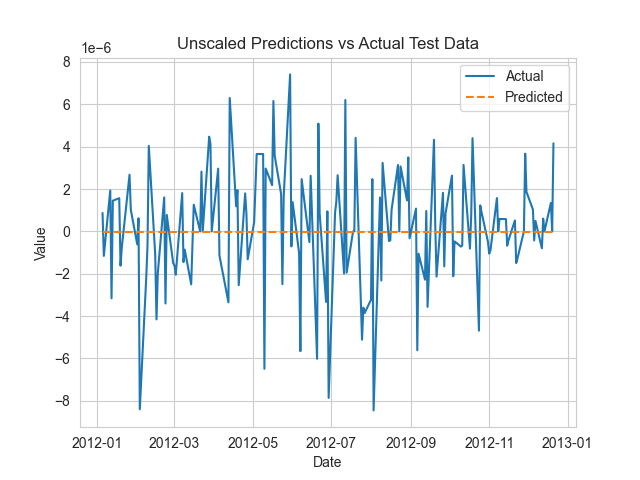 Unscaled Predictions vs Actual Test Data
1e−6
8
6
4
2
0
−2
−4
−6
−8
Value
Actual
Predicted
2012-01 2012-03 2012-05 2012-07 2012-09 2012-11 2013-01
Date